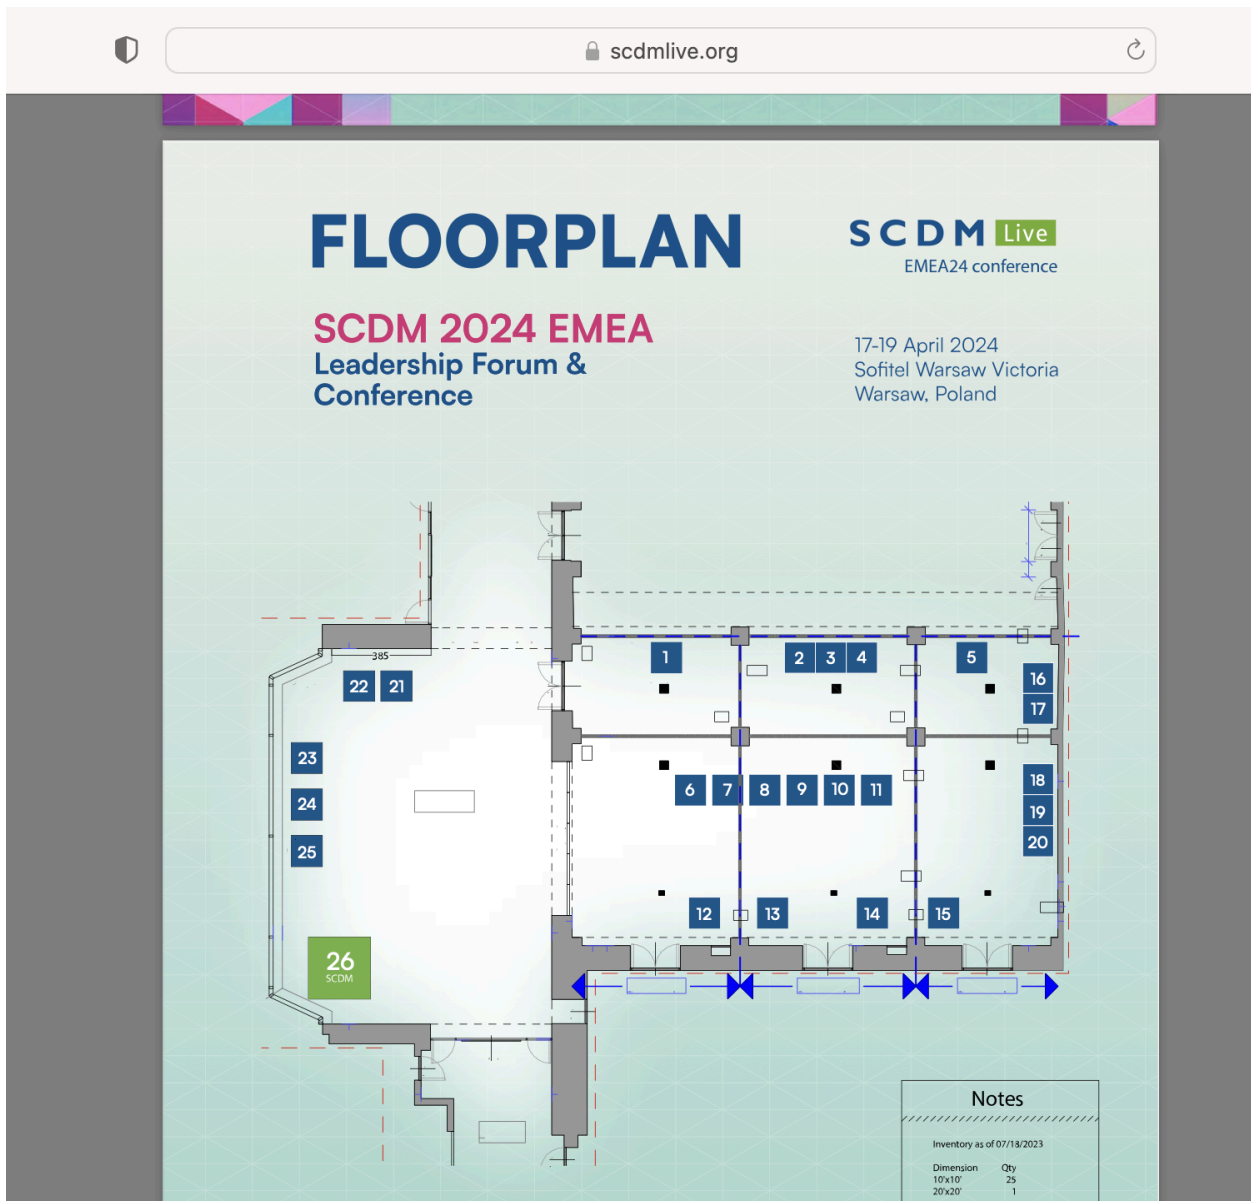 scdmlive.org
FLOORPLAN
SCDM Live
EMEA24 conference
SCDM 2024 EMEA
Leadership Forum &
Conference
17-19 April 2024
Sofitel Warsaw Victoria
Warsaw, Poland
385
22 21
1
2 3 4
5
16
17
23
24
25
6 7 8 9 10 11
18
19
20
12
13
14
15
26
SCDM
Notes
Inventory as of 07/18/2023
Dimension Qty
10'x10' 25
20'x20' 1